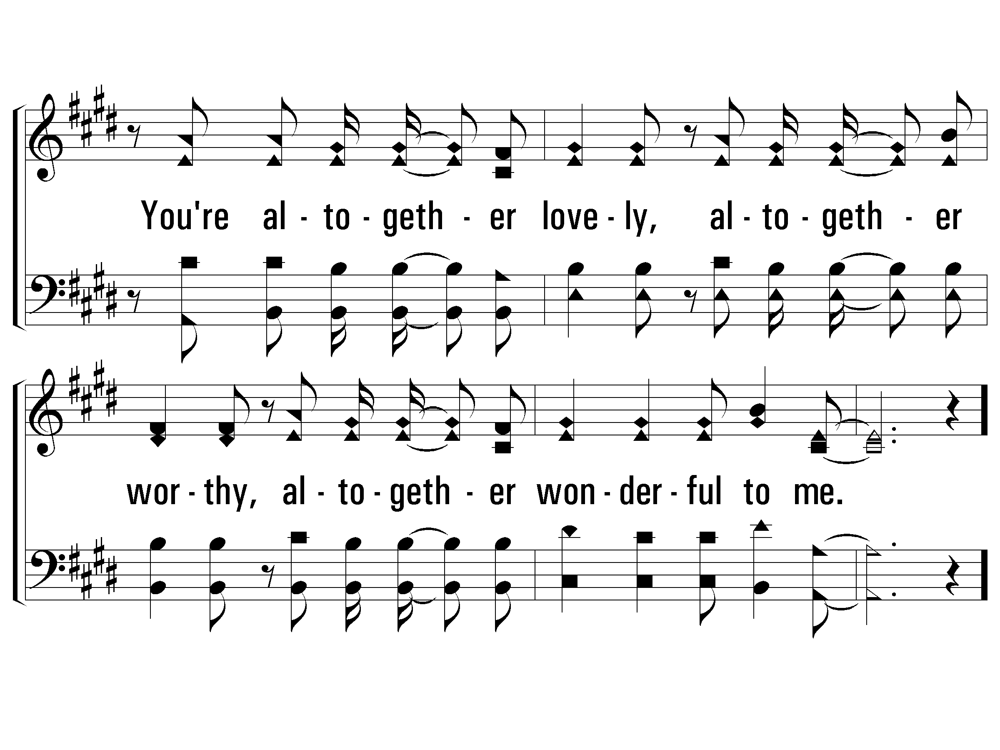 You're al - to - geth - er love - ly, al - to - geth - er
wor - thy, al - to - geth - er won - der - ful to me.